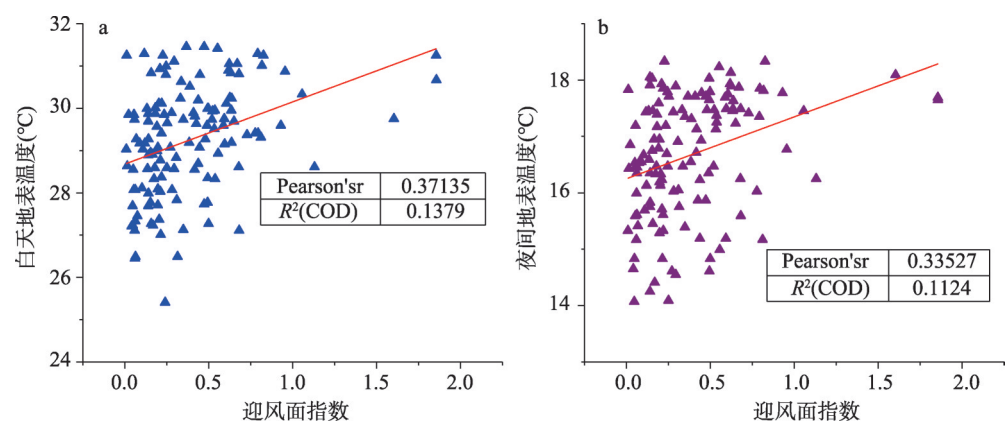 a
32
30
28
26
24
白天地表温度(℃)
Pearson'sr 0.37135
R²(COD) 0.1379
0.0 0.5 1.0 1.5 2.0
迎风面指数
b
18
16
14
夜间地表温度(℃)
Pearson'sr 0.33527
R²(COD) 0.1124
0.0 0.5 1.0 1.5 2.0
迎风面指数